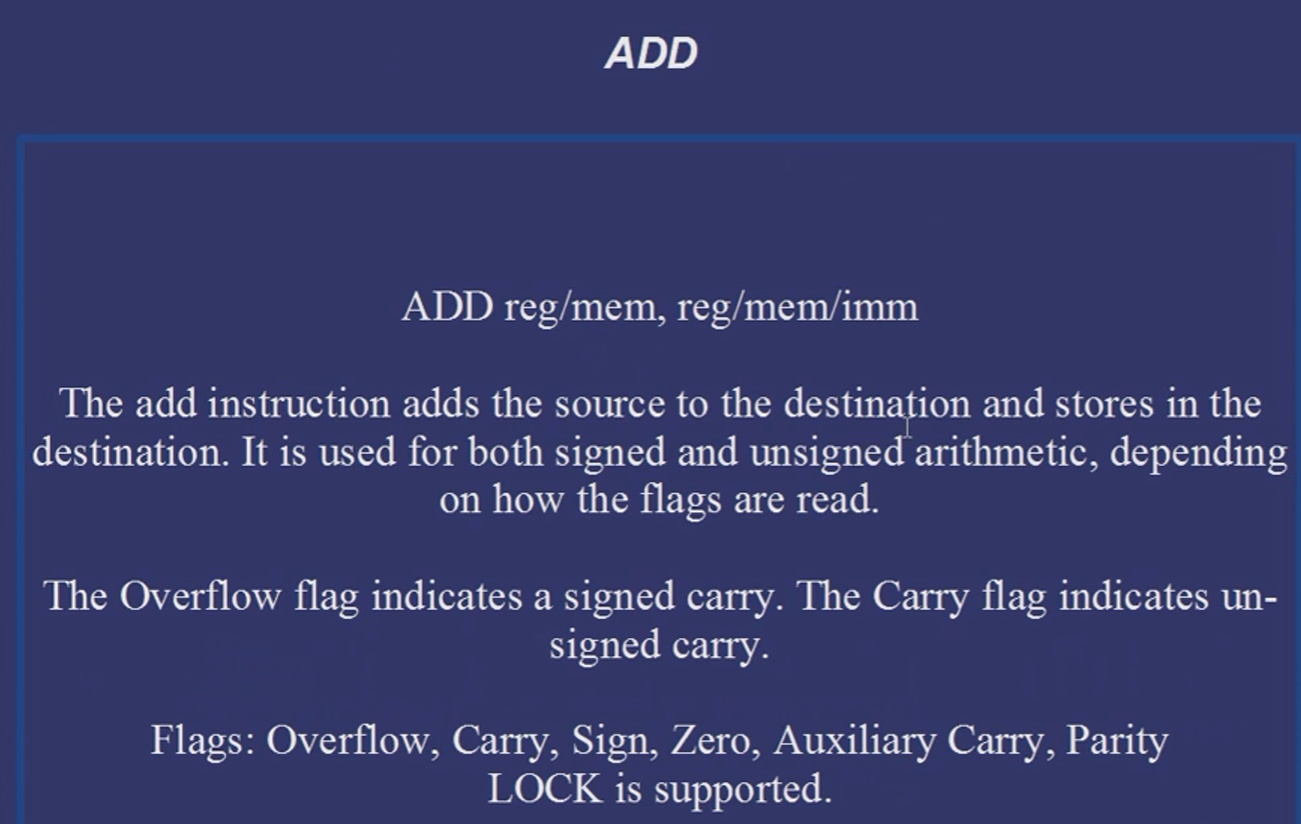 ADD
ADD reg/mem, reg/mem/imm
The add instruction adds the source to the destination and stores in the
destination. It is used for both signed and unsigned arithmetic, depending
on how the flags are read.
The Overflow flag indicates a signed carry. The Carry flag indicates un-
signed carry.
Flags: Overflow, Carry, Sign, Zero, Auxiliary Carry, Parity
LOCK is supported.